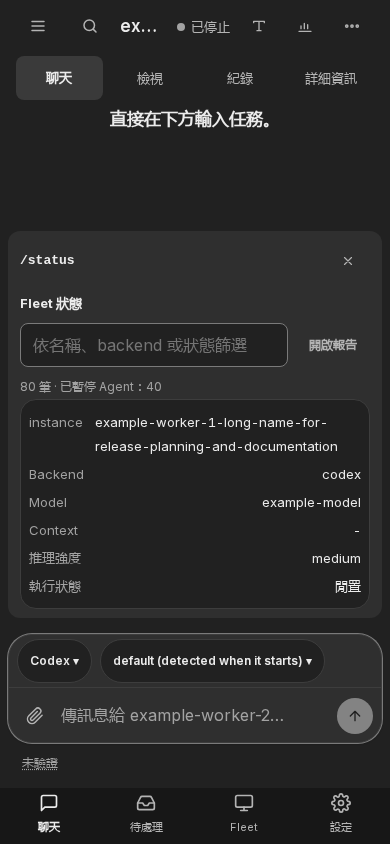 ex...
已停止
聊天
檢視
紀錄
詳細資訊
直接在下方輸入任務。
/status
Fleet 狀態
依名稱、backend 或狀態篩選
開啟報告
80 筆 · 已暫停 Agent：40
instance example-worker-1-long-name-for-
release-planning-and-documentation
Backend codex
Model example-model
Context -
推理強度 medium
執行狀態 閒置
Codex ▾
default (detected when it starts) ▾
傳訊息給 example-worker-2...
未驗證
聊天
待處理
Fleet
設定